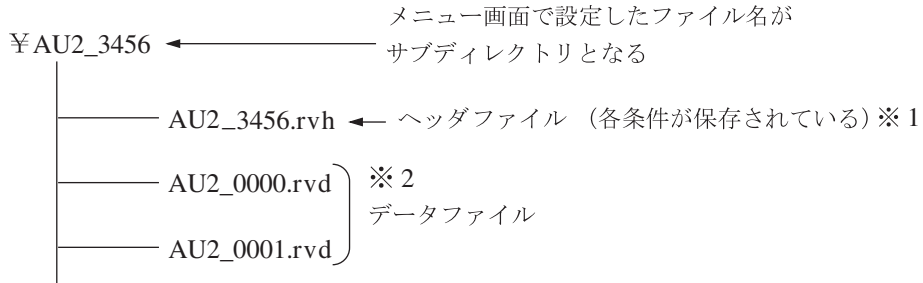 メニュー画面で設定したファイル名が
¥AU2_3456
サブディレクトリとなる
AU2_3456.rvh
ヘッダファイル (各条件が保存されている)※1
AU2_0000.rvd
※2
データファイル
AU2_0001.rvd